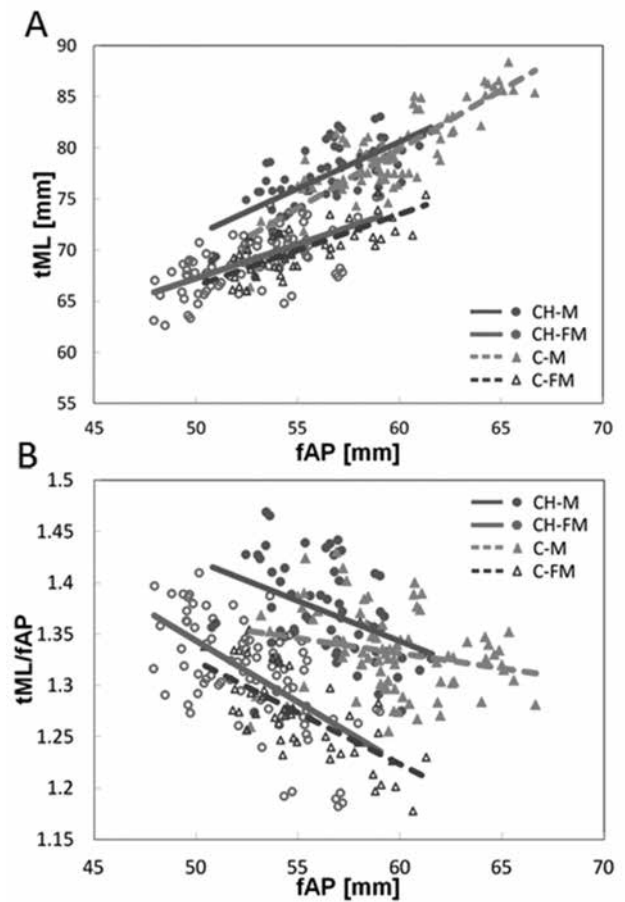 A
90
85
80
75
70
65
60
55
tML [mm]
CH-M
CH-FM
C-M
C-FM
45 50 55 60 65 70
fAP [mm]
B
1.5
1.45
1.4
1.35
1.3
1.25
1.2
1.15
tML/fAP
CH-M
CH-FM
C-M
C-FM
45 50 55 60 65 70
fAP [mm]